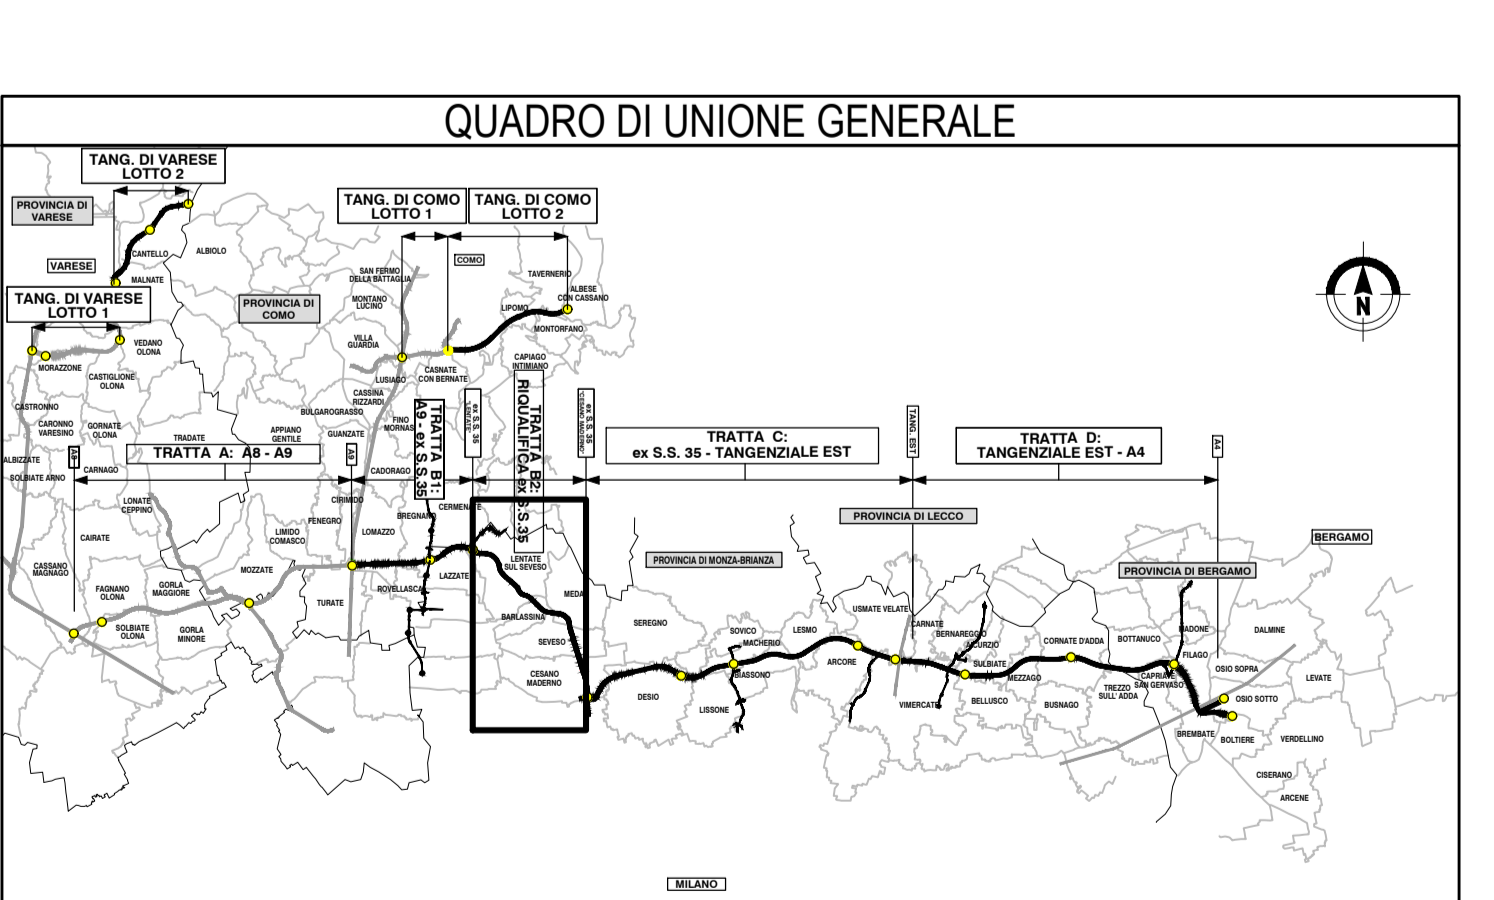 QUADRO DI UNIONE GENERALE
TANG. DI VARESE
LOTTO 2
PROVINCIA DI
VARESE
TANG. DI COMO
LOTTO 1
TANG. DI COMO
LOTTO 2
CANTELLO
ALBIOLO
VARESE
MALNATE
COMO
SAN FERMO
DELLA BATTAGLIA
TAVERNERIO
ALBESE
CON CASSANO
TANG. DI VARESE
LOTTO 1
PROVINCIA DI
COMO
MONTANO
LUCINO
LIPOMO
MONTORFANO
N
VEDANO
OLONA
VILLA
GUARDIA
MORAZZONE
CASTIGLIONE
OLONA
CASNATE
CON BERNATE
CAPIAGO
INTIMIANO
LUSIAGO
CASSINA
RIZZARDI
CASTRONNO
BULGAROGRASSO
CARONNO
VARESINO
GORNATE
OLONA
FINO
MORNAS
TRADATE
APPIANO
GENTILE
GUANZATE
TRATTA B1:
A9 - ex S.S.35
ex S.S. 35
"LENTATE"
TRATTA B2:
RIQUALIFICA ex S.S.35
ex S.S. 35
"CESANO MADERNO"
TANG. EST
A4
TRATTA A: A8 - A9
A8
A9
TRATTA C:
ex S.S. 35 - TANGENZIALE EST
TRATTA D:
TANGENZIALE EST - A4
ALBIZZATE
SOLBIATE ARNO
CARNAGO
CADORAGO
LONATE
CEPPINO
CIRIMIDO
FENEGRO
BREGNANO
CERMENATE
PROVINCIA DI LECCO
CAIRATE
LIMIDO
COMASCO
LOMAZZO
BERGAMO
CASSANO
MAGNAGO
MOZZATE
LAZZATE
LENTATE
SUL SEVESO
PROVINCIA DI MONZA-BRIANZA
PROVINCIA DI BERGAMO
FAGNANO
OLONA
GORLA
MAGGIORE
TURATE
ROVELLASCA
MEDA
SOLBIATE
OLONA
GORLA
MINORE
BARLASSINA
SEVESO
SEREGNO
SOVICO
MACHERIO
LESMO
USMATE VELATE
CARNATE
BERNAREGGIO
AICURZIO
CORNATE D'ADDA
BOTTANUCO
MADONE
DALMINE
CESANO
MADERNO
DESIO
BIASSONO
LISSONE
ARCORE
SULBIATE
MEZZAGO
FILAGO
OSIO SOPRA
CAPRIATE
SAN GERVASO
LEVATE
VIMERCATE
BELLUSCO
BUSNAGO
TREZZO
SULL' ADDA
OSIO SOTTO
BREMBATE
BOLTIERE
VERDELLINO
CISERANO
ARCENE
MILANO